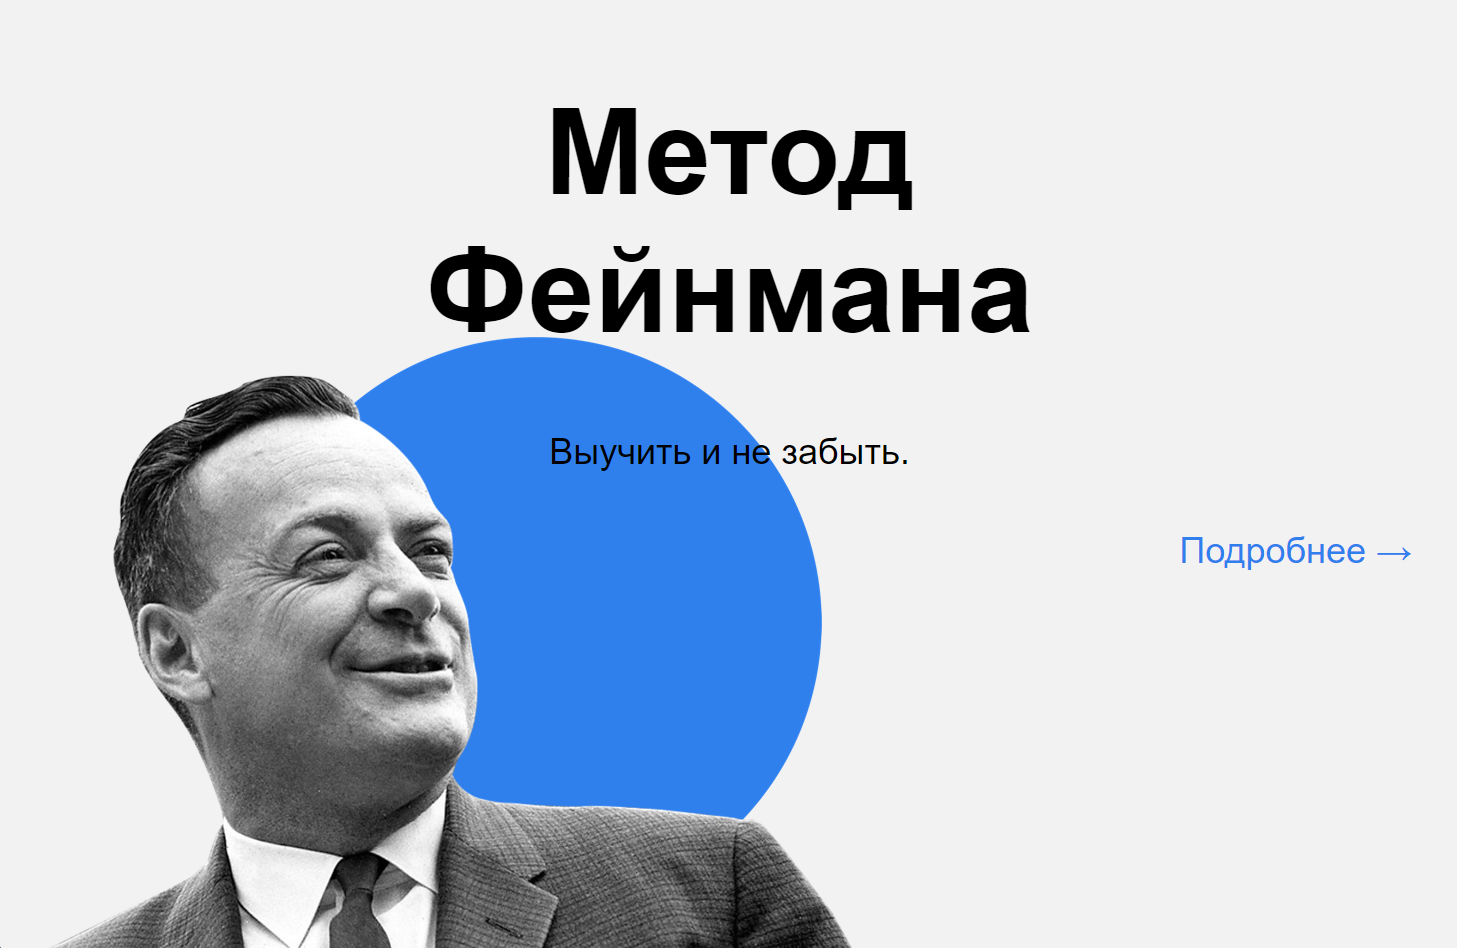 Метод
Фейнмана
Выучить и не забыть.
Подробнее →